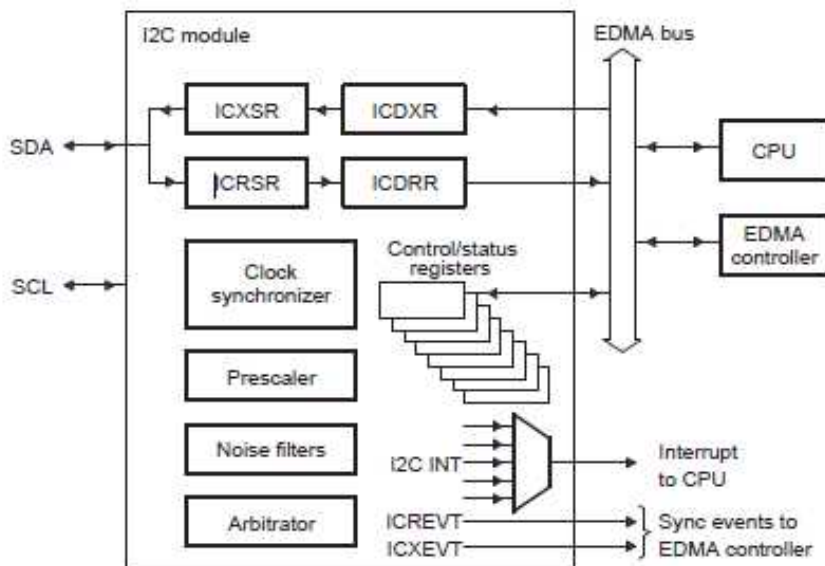 I2C module
EDMA bus
ICXSR
ICDXR
SDA
CPU
ICRSR
ICDRR
EDMA
controller
Control/status
registers
Clock
synchronizer
SCL
Prescaler
Noise filters
I2C INT
Interrupt
to CPU
Arbitrator
ICREVT
ICXEVT
Sync events to
EDMA controller